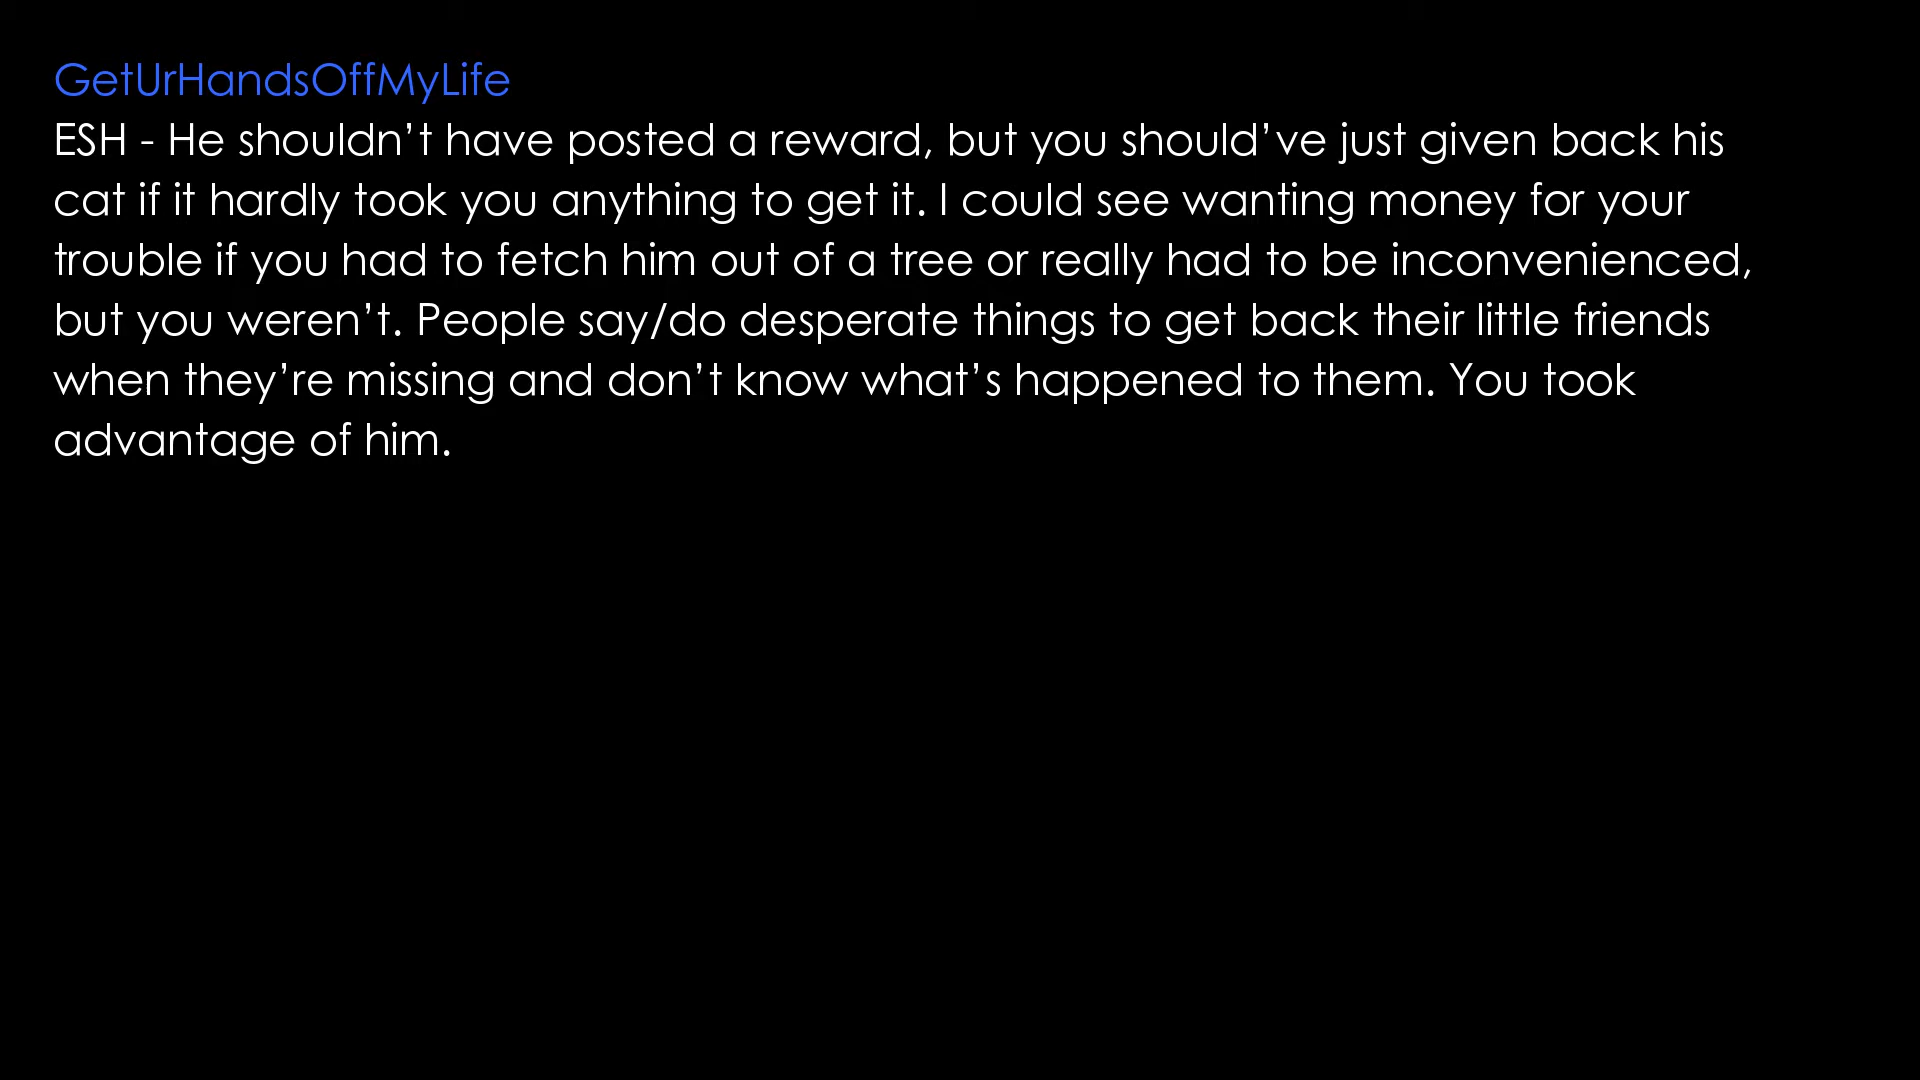 GetUrHandsOffMyLife
ESH - He shouldn’t have posted a reward, but you should’ve just given back his
cat if it hardly took you anything to get it. I could see wanting money for your
trouble if you had to fetch him out of a tree or really had to be inconvenienced,
but you weren’t. People say/do desperate things to get back their little friends
when they’re missing and don’t know what’s happened to them. You took
advantage of him.